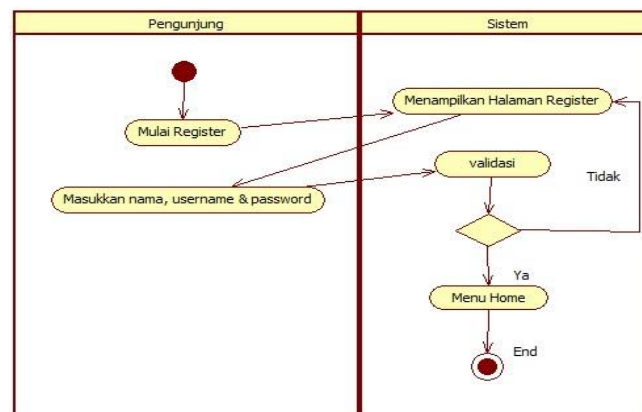 Pengunjung
Sistem
Mulai Register
Menampilkan Halaman Register
Masukkan nama, username & password
validasi
Tidak
Ya
Menu Home
End